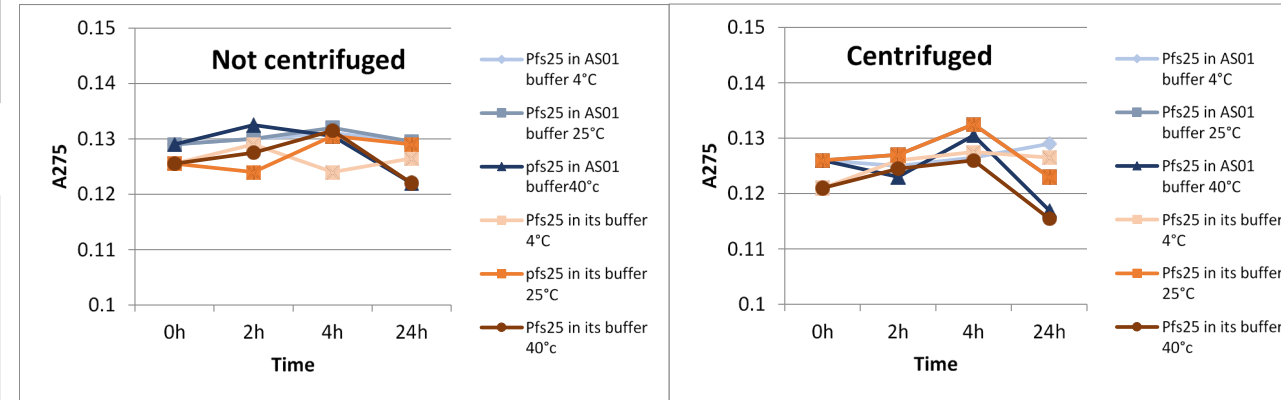 0.15
0.14
0.13
0.12
0.11
0.1
A275
Not centrifuged
0h 2h 4h 24h
Time
Pfs25 in AS01
buffer 4°C
Pfs25 in AS01
buffer 25°C
pfs25 in AS01
buffer40°c
Pfs25 in its buffer
4°C
pfs25 in its buffer
25°C
Pfs25 in its buffer
40°c
0.15
0.14
0.13
0.12
0.11
0.1
A275
Centrifuged
0h 2h 4h 24h
Time
Pfs25 in AS01
buffer 4°C
Pfs25 in AS01
buffer 25°C
Pfs25 in AS01
buffer 40°C
Pfs25 in its buffer
4°C
Pfs25 in its buffer
25°C
Pfs25 in its buffer
40°c